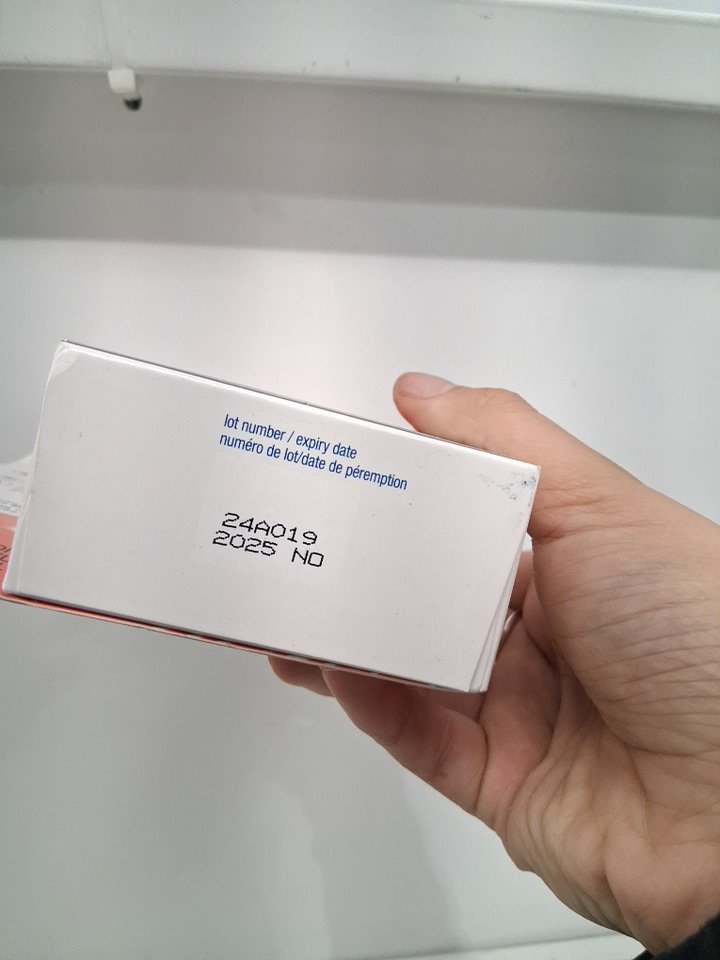 lot number / expiry date
numéro de lot/date de péremption
24A019
2025 NO